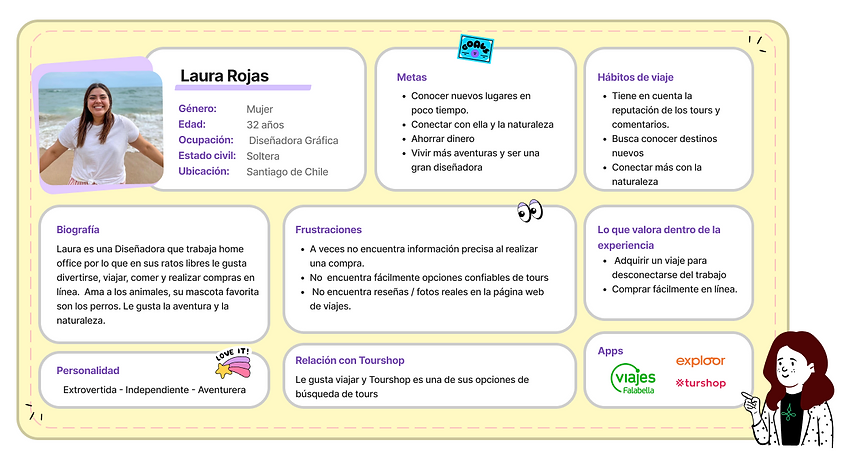 Laura Rojas
Género: Mujer
Edad: 32 años
Ocupación: Diseñadora Gráfica
Estado civil: Soltera
Ubicación: Santiago de Chile
GOALS
Metas
• Conocer nuevos lugares en
poco tiempo.
• Conectar con ella y la naturaleza
• Ahorrar dinero
• Vivir más aventuras y ser una
gran diseñadora
Hábitos de viaje
• Tiene en cuenta la
reputación de los tours y
comentarios.
• Busca conocer destinos
nuevos
• Conectar más con la
naturaleza
Biografía
Laura es una Diseñadora que trabaja home
office por lo que en sus ratos libres le gusta
divertirse, viajar, comer y realizar compras en
línea. Ama a los animales, su mascota favorita
son los perros. Le gusta la aventura y la
naturaleza.
Frustraciones
• A veces no encuentra información precisa al realizar
una compra.
• No encuentra fácilmente opciones confiables de tours
• No encuentra reseñas / fotos reales en la página web
de viajes.
Lo que valora dentro de la
experiencia
• Adquirir un viaje para
desconectarse del trabajo
• Comprar fácilmente en línea.
LOVE IT!
Personalidad
Extrovertida - Independiente - Aventurera
Relación con Tourshop
Le gusta viajar y Tourshop es una de sus opciones de
búsqueda de tours
Apps
exploor
viajes
Falabella
turshop